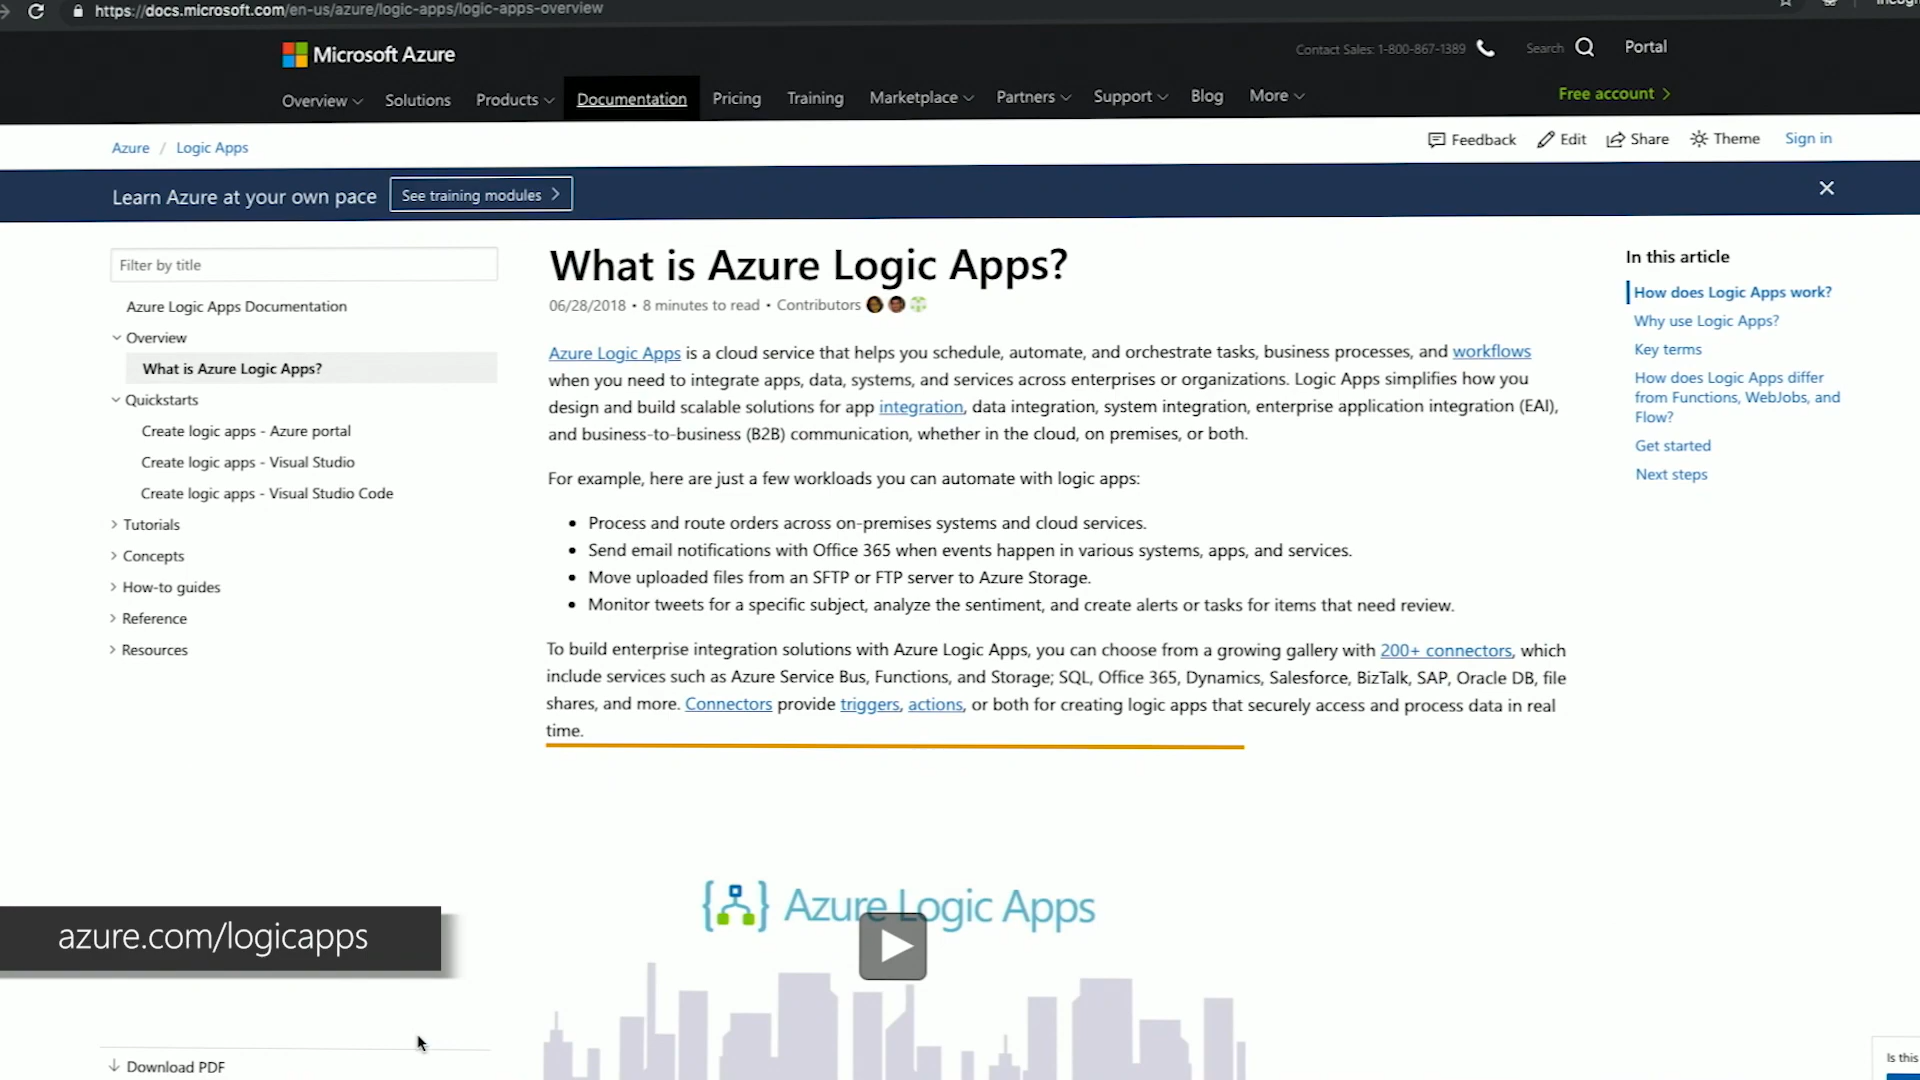 https://docs.microsoft.com/en-us/azure/logic-apps/logic-apps-overview
Microsoft Azure
Contact Sales: 1-800-867-1389
Search
Portal
Overview
Solutions
Products
Documentation
Pricing
Training
Marketplace
Partners
Support
Blog
More
Free account
Azure / Logic Apps
Feedback
Edit
Share
Theme
Sign in
Learn Azure at your own pace
See training modules
Filter by title
Azure Logic Apps Documentation
Overview
What is Azure Logic Apps?
Quickstarts
Create logic apps - Azure portal
Create logic apps - Visual Studio
Create logic apps - Visual Studio Code
Tutorials
Concepts
How-to guides
Reference
Resources
What is Azure Logic Apps?
06/28/2018 • 8 minutes to read • Contributors
Azure Logic Apps is a cloud service that helps you schedule, automate, and orchestrate tasks, business processes, and workflows
when you need to integrate apps, data, systems, and services across enterprises or organizations. Logic Apps simplifies how you
design and build scalable solutions for app integration, data integration, system integration, enterprise application integration (EAI),
and business-to-business (B2B) communication, whether in the cloud, on premises, or both.
For example, here are just a few workloads you can automate with logic apps:
• Process and route orders across on-premises systems and cloud services.
• Send email notifications with Office 365 when events happen in various systems, apps, and services.
• Move uploaded files from an SFTP or FTP server to Azure Storage.
• Monitor tweets for a specific subject, analyze the sentiment, and create alerts or tasks for items that need review.
To build enterprise integration solutions with Azure Logic Apps, you can choose from a growing gallery with 200+ connectors, which
include services such as Azure Service Bus, Functions, and Storage; SQL, Office 365, Dynamics, Salesforce, BizTalk, SAP, Oracle DB, file
shares, and more. Connectors provide triggers, actions, or both for creating logic apps that securely access and process data in real
time.
In this article
How does Logic Apps work?
Why use Logic Apps?
Key terms
How does Logic Apps differ
from Functions, WebJobs, and
Flow?
Get started
Next steps
Azure Logic Apps
azure.com/logicapps
Download PDF
Is this